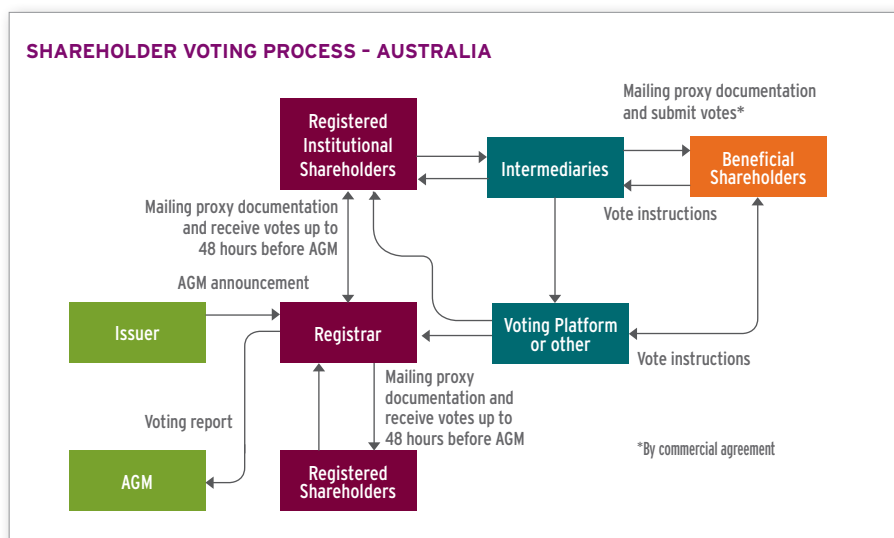 SHAREHOLDER VOTING PROCESS – AUSTRALIA
Mailing proxy documentation
and submit votes*
Registered
Institutional
Shareholders
Intermediaries
Beneficial
Shareholders
Mailing proxy documentation
and receive votes up to
48 hours before AGM
Vote instructions
AGM announcement
Issuer
Registrar
Voting Platform
or other
Vote instructions
Mailing proxy
documentation and
receive votes up to
48 hours before AGM
Voting report
*By commercial agreement
AGM
Registered
Shareholders